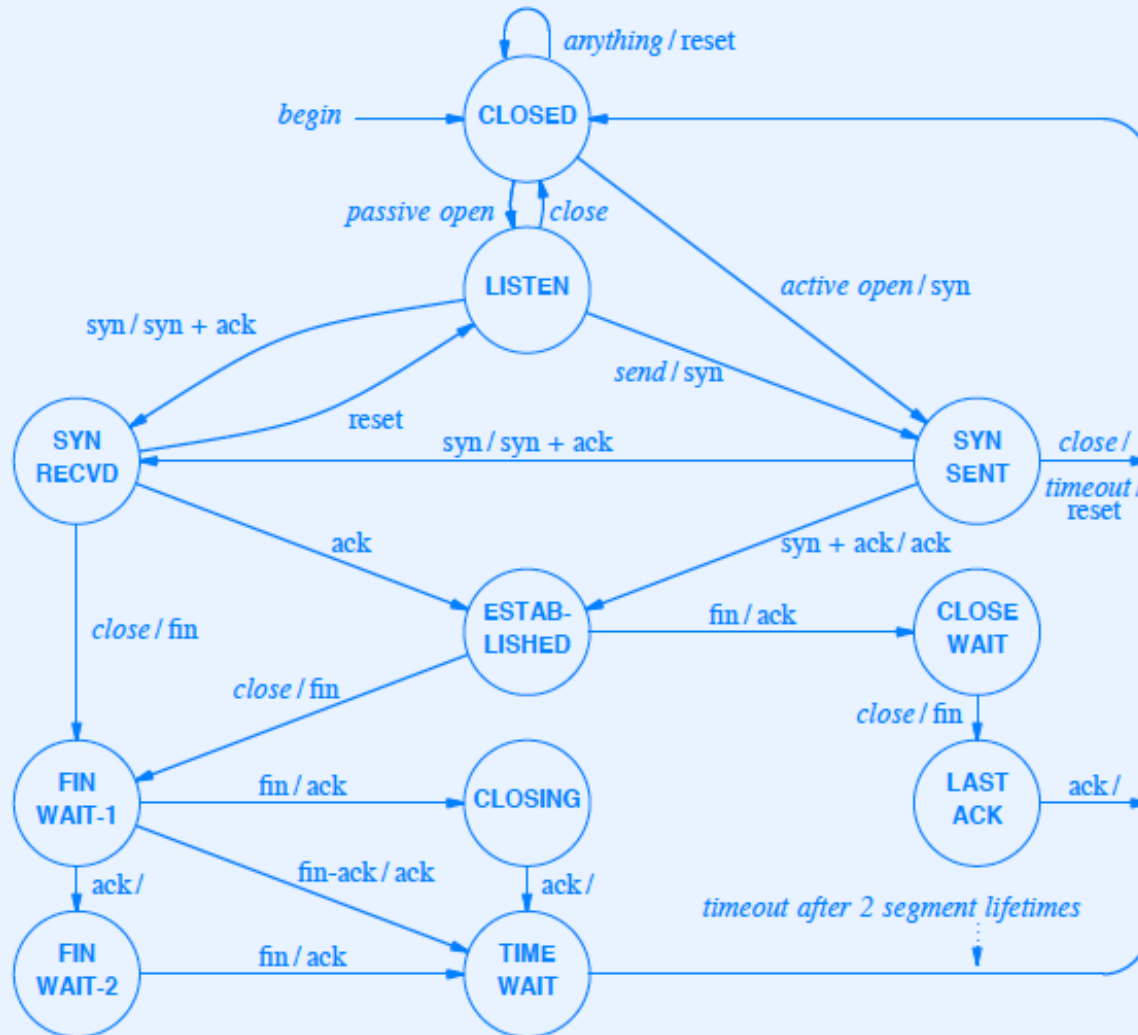 anything / reset
begin
CLOSED
passive open
close
LISTEN
active open / syn
syn / syn + ack
send / syn
reset
SYN
RECVD
syn / syn + ack
SYN
SENT
close /
timeout /
reset
ack
syn + ack / ack
close / fin
ESTAB-
LISHED
fin / ack
CLOSE
WAIT
close / fin
close / fin
FIN
WAIT-1
fin / ack
CLOSING
LAST
ACK
ack /
ack /
fin-ack / ack
ack /
timeout after 2 segment lifetimes
FIN
WAIT-2
fin / ack
TIME
WAIT